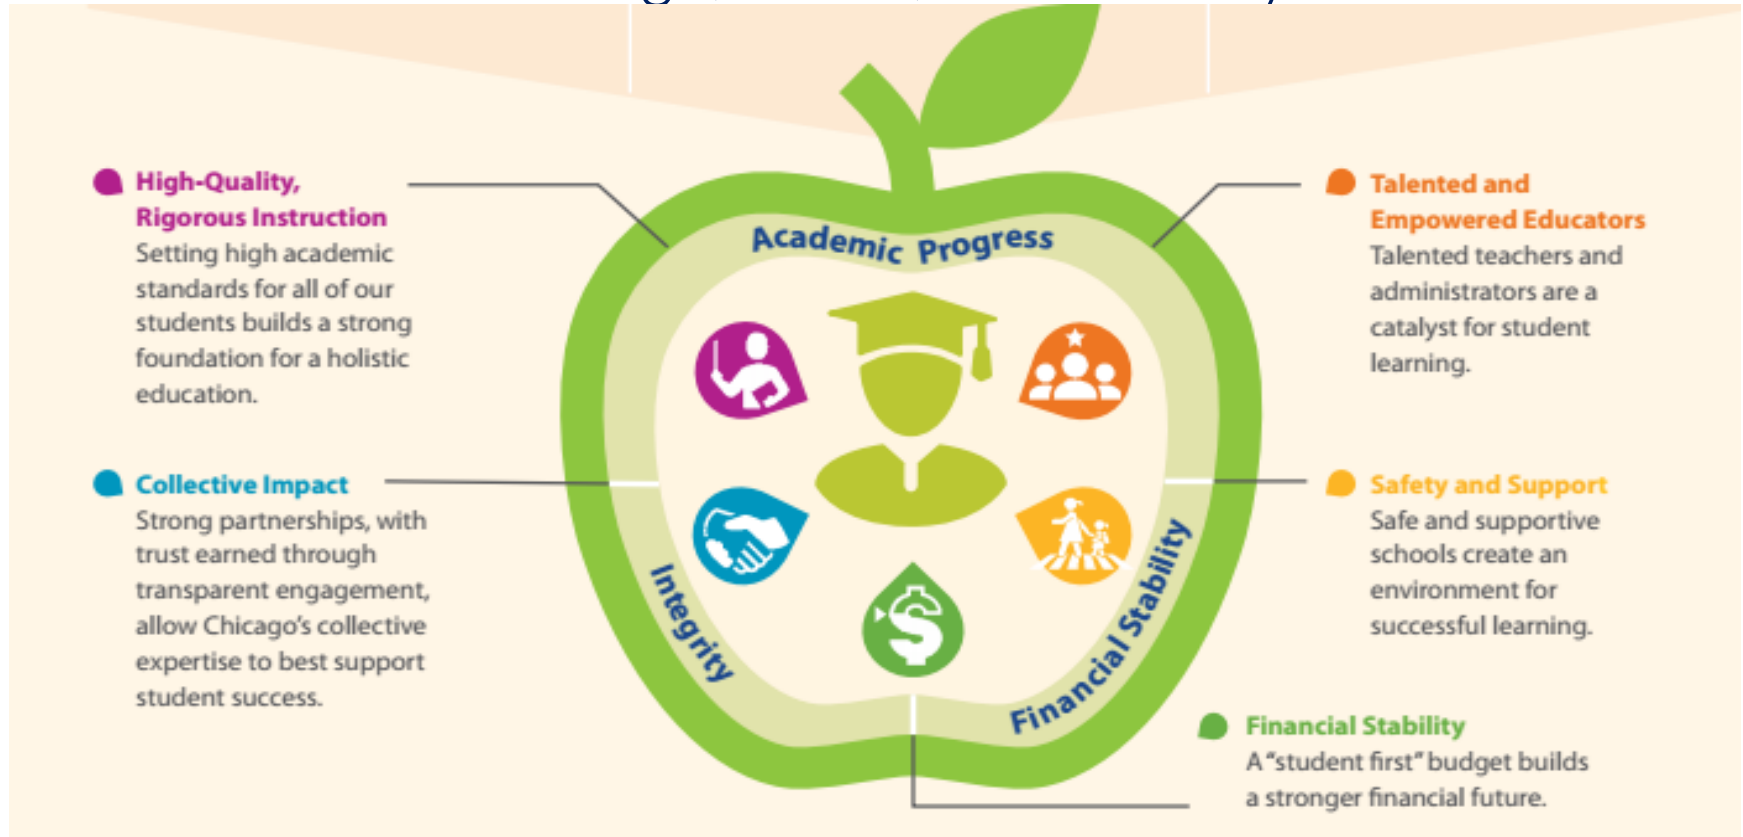 High-Quality,
Rigorous Instruction
Setting high academic
standards for all of our
students builds a strong
foundation for a holistic
education.
Collective Impact
Strong partnerships, with
trust earned through
transparent engagement,
allow Chicago’s collective
expertise to best support
student success.
Academic Progress
Integrity
Financial Stability
Talented and
Empowered Educators
Talented teachers and
administrators are a
catalyst for student
learning.
Safety and Support
Safe and supportive
schools create an
environment for
successful learning.
Financial Stability
A “student first” budget builds
a stronger financial future.